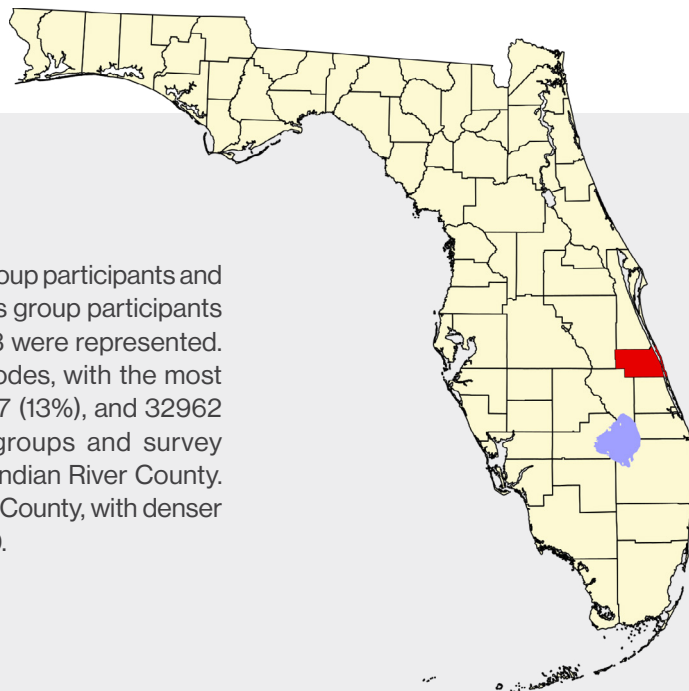 oup participants and
s group participants
3 were represented.
odes, with the most
7 (13%), and 32962
groups and survey
ndian River County.
County, with denser